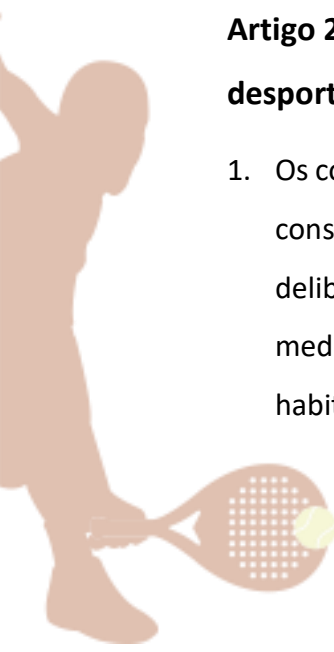 Artigo 2
desport
1. Os co
cons
delib
med
habit